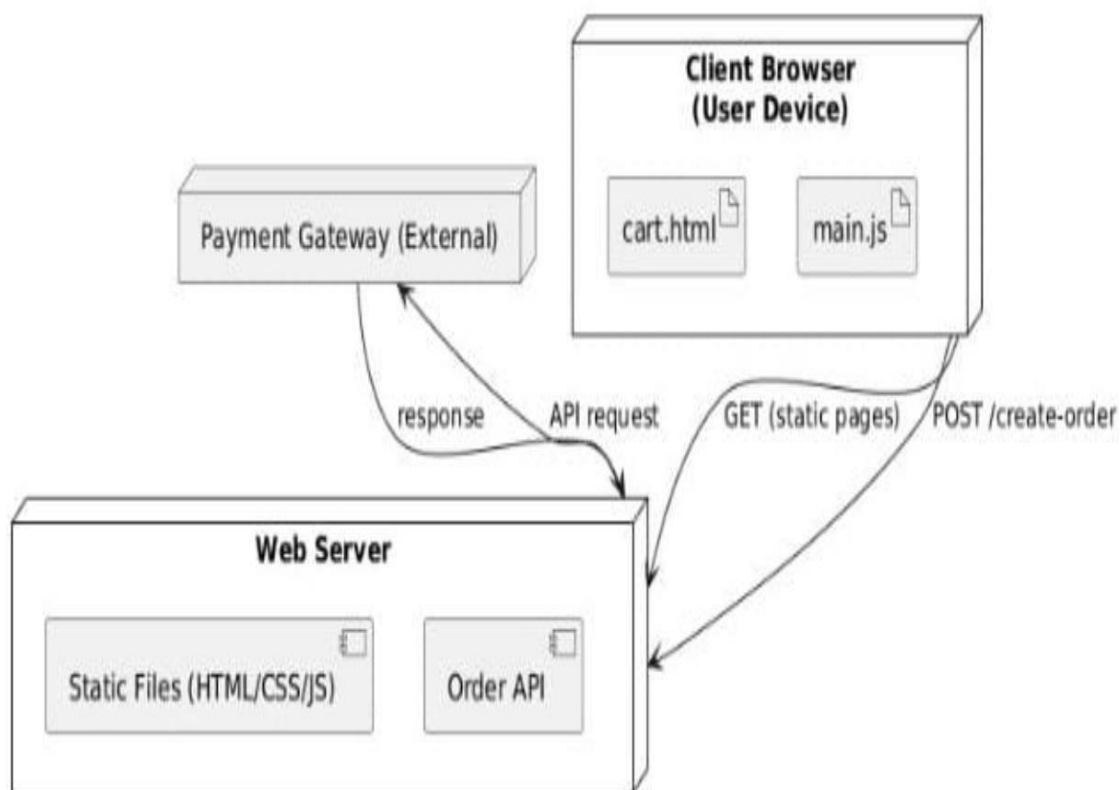 Client Browser
(User Device)
cart.html
main.js
Payment Gateway (External)
response
API request
GET (static pages)
POST /create-order
Web Server
Static Files (HTML/CSS/JS)
Order API